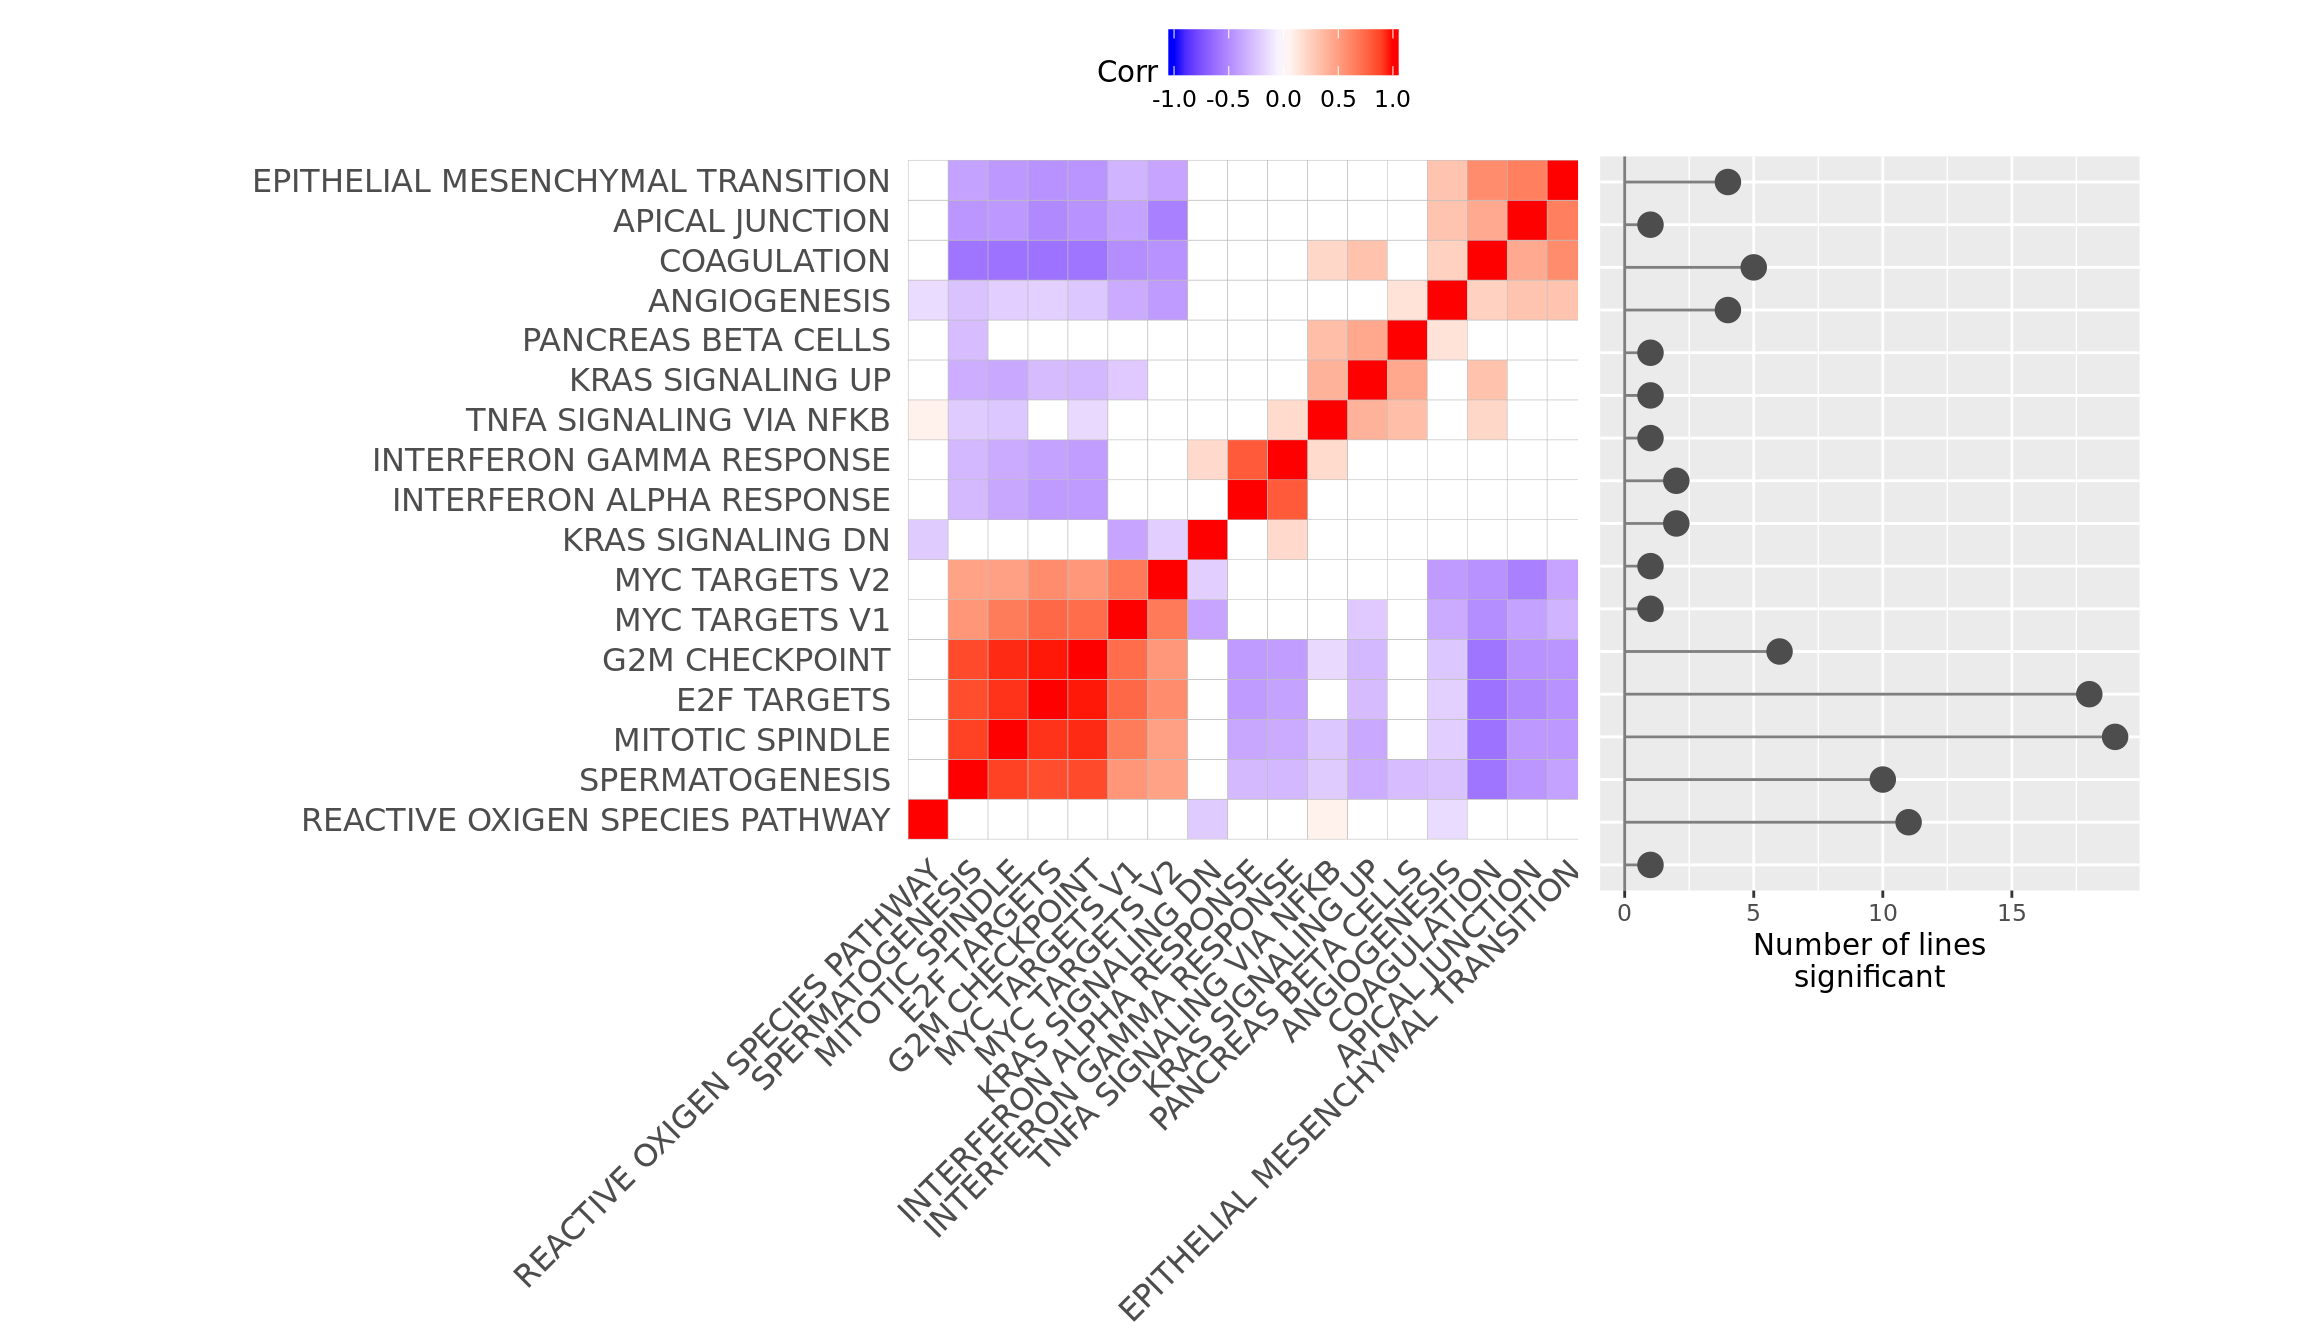 Corr
-1.0 -0.5 0.0 0.5 1.0
EPITHELIAL MESENCHYMAL TRANSITION
APICAL JUNCTION
COAGULATION
ANGIOGENESIS
PANCREAS BETA CELLS
KRAS SIGNALING UP
TNFA SIGNALING VIA NFKB
INTERFERON GAMMA RESPONSE
INTERFERON ALPHA RESPONSE
KRAS SIGNALING DN
MYC TARGETS V2
MYC TARGETS V1
G2M CHECKPOINT
E2F TARGETS
MITOTIC SPINDLE
SPERMATOGENESIS
REACTIVE OXIGEN SPECIES PATHWAY
REACTIVE OXIGEN SPECIES PATHWAY
SPERMATOGENESIS
MITOTIC SPINDLE
E2F TARGETS
G2M CHECKPOINT
MYC TARGETS V1
MYC TARGETS V2
KRAS SIGNALING DN
INTERFERON ALPHA RESPONSE
INTERFERON GAMMA RESPONSE
TNFA SIGNALING VIA NFKB
KRAS SIGNALING UP
PANCREAS BETA CELLS
ANGIOGENESIS
COAGULATION
APICAL JUNCTION
EPITHELIAL MESENCHYMAL TRANSITION
0 5 10 15
Number of lines
significant